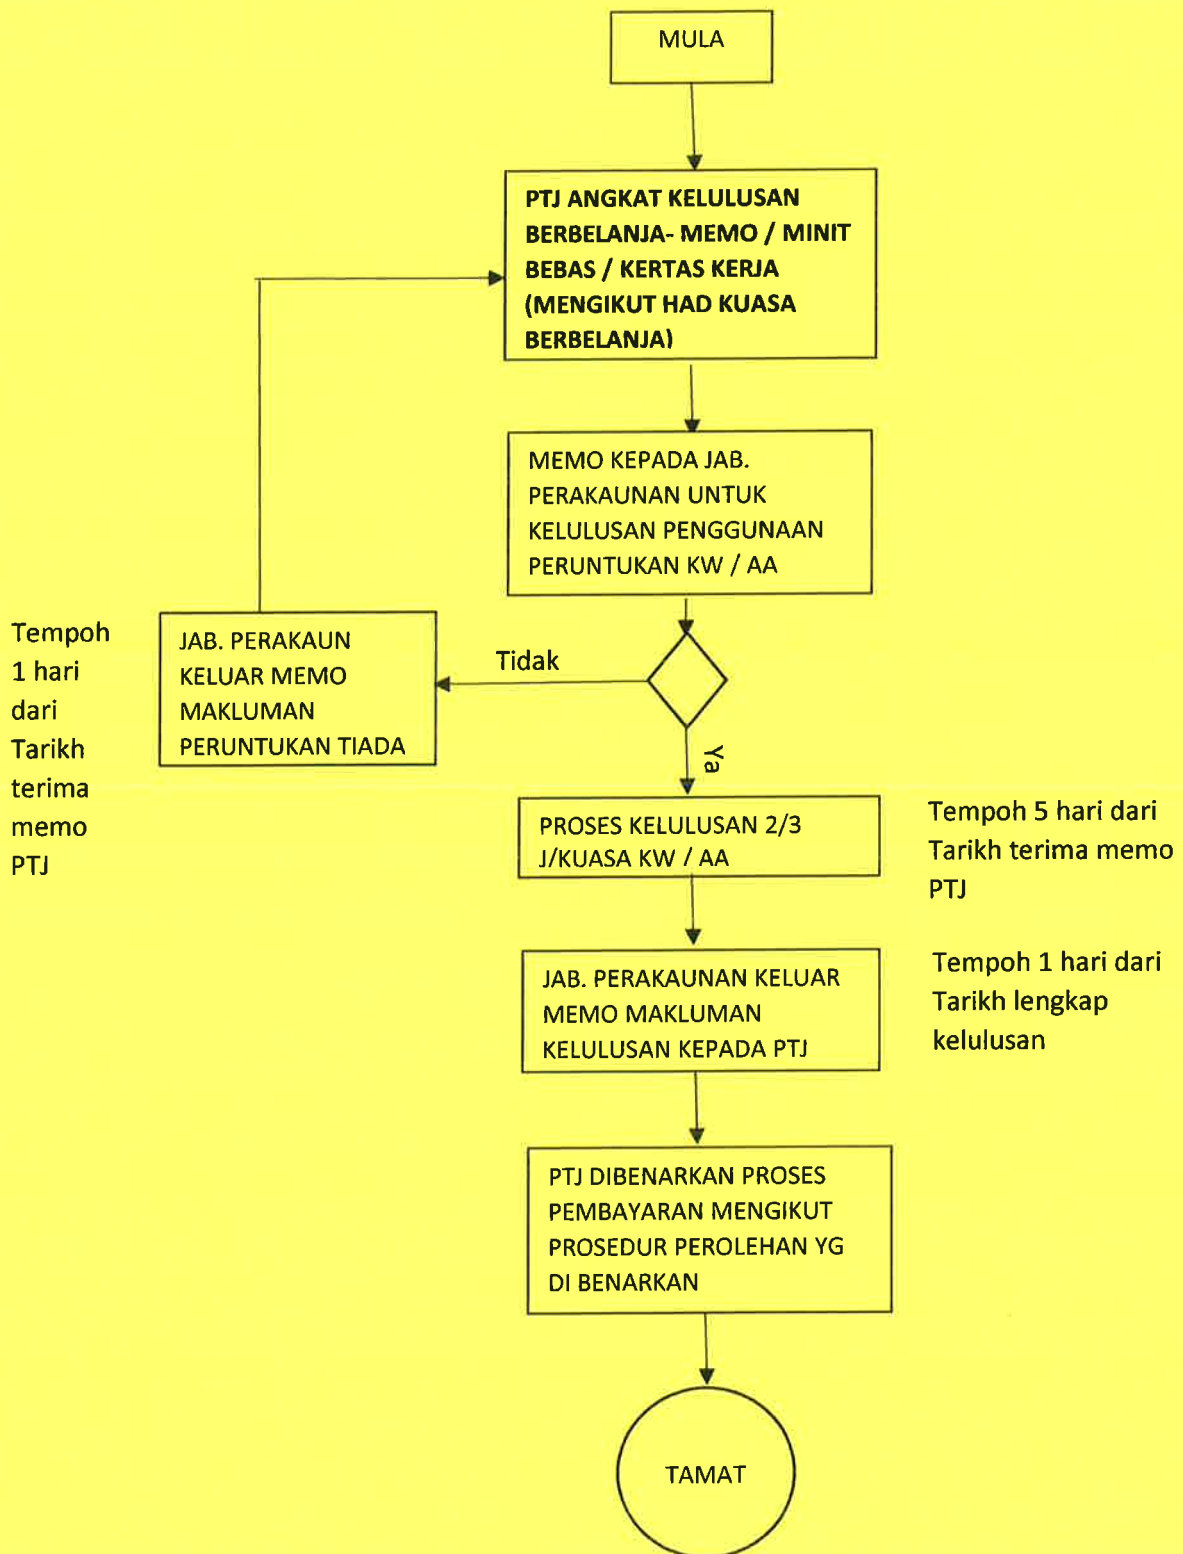 MULA
PTJ ANGKAT KELULUSAN
BERBELANJA- MEMO / MINIT
BEBAS / KERTAS KERJA
(MENGIKUT HAD KUASA
BERBELANJA)
MEMO KEPADA JAB.
PERAKAUNAN UNTUK
KELULUSAN PENGGUNAAN
PERUNTUKAN KW / AA
Tempoh
1 hari
dari
Tarikh
terima
memo
PTJ
JAB. PERAKAUN
KELUAR MEMO
MAKLUMAN
PERUNTUKAN TIADA
Tidak
Ya
PROSES KELULUSAN 2/3
J/KUASA KW / AA
Tempoh 5 hari dari
Tarikh terima memo
PTJ
JAB. PERAKAUNAN KELUAR
MEMO MAKLUMAN
KELULUSAN KEPADA PTJ
Tempoh 1 hari dari
Tarikh lengkap
kelulusan
PTJ DIBENARKAN PROSES
PEMBAYARAN MENGIKUT
PROSEDUR PEROLEHAN YG
DI BENARKAN
TAMAT